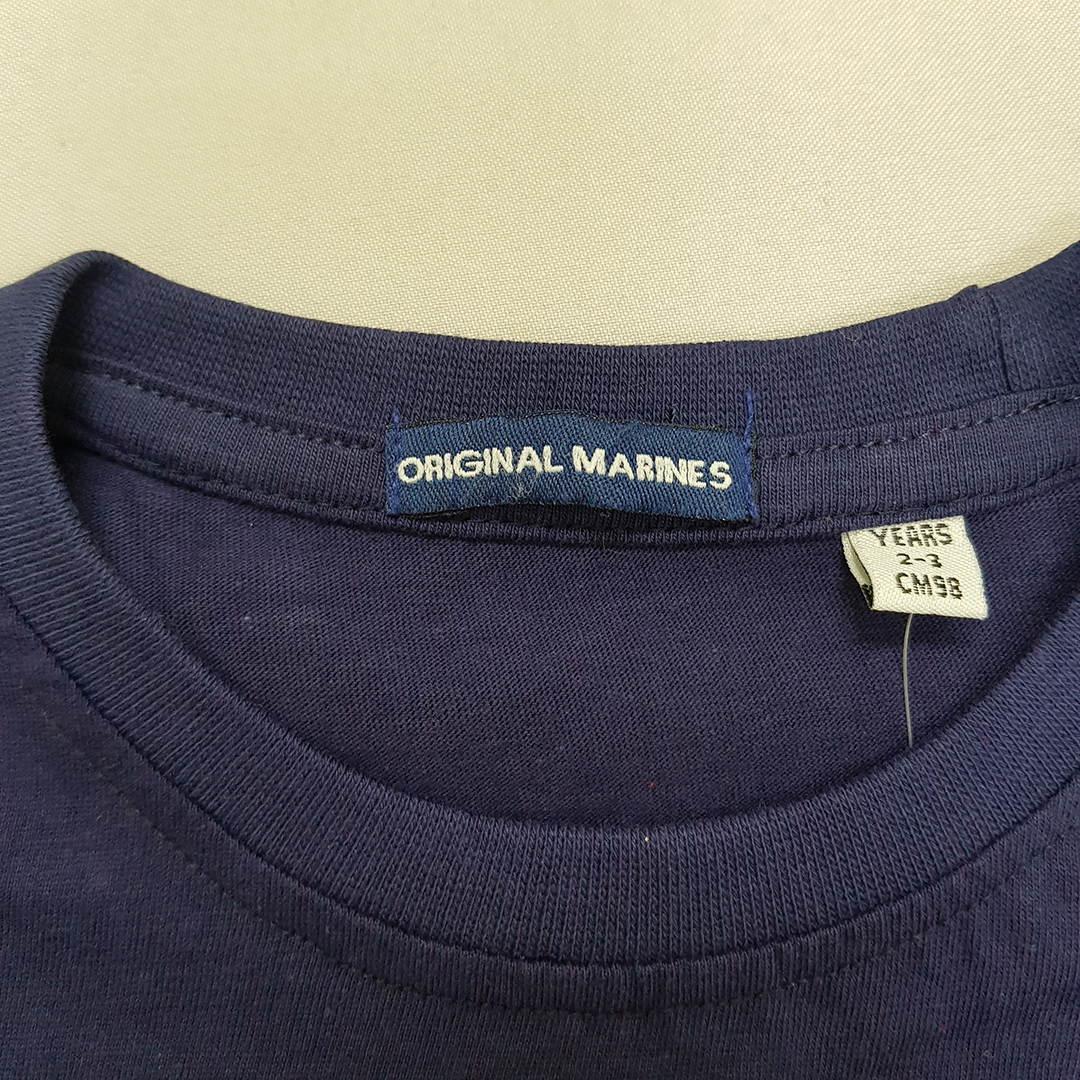 ORIGINAL MARINES
YEARS
2-3
CM98